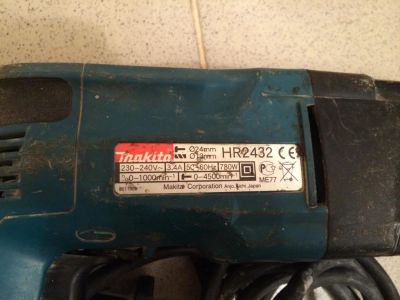 makita Ø24mm HR2432 CE
Ø13mm
230-240V~ 3.4A 50-60Hz 780W
0-1000min⁻¹ 0-4500min⁻¹ ME77
Makita Corporation Anjo, Aichi Japan